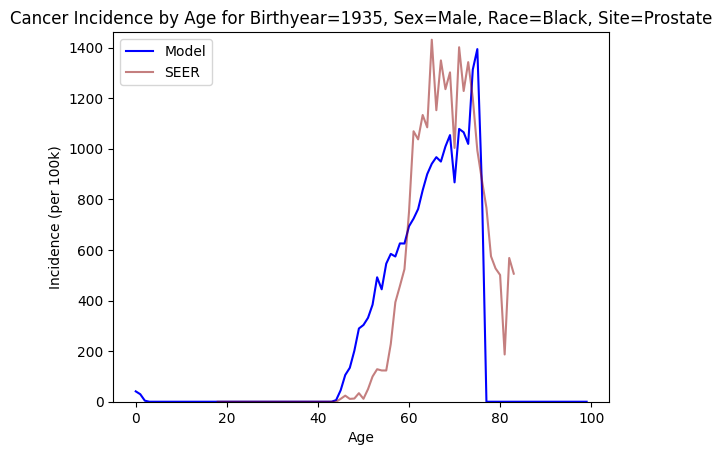 Cancer Incidence by Age for Birthyear=1935, Sex=Male, Race=Black, Site=Prostate
Model
SEER
1400
1200
1000
800
600
400
200
0
Incidence (per 100k)
0 20 40 60 80 100
Age